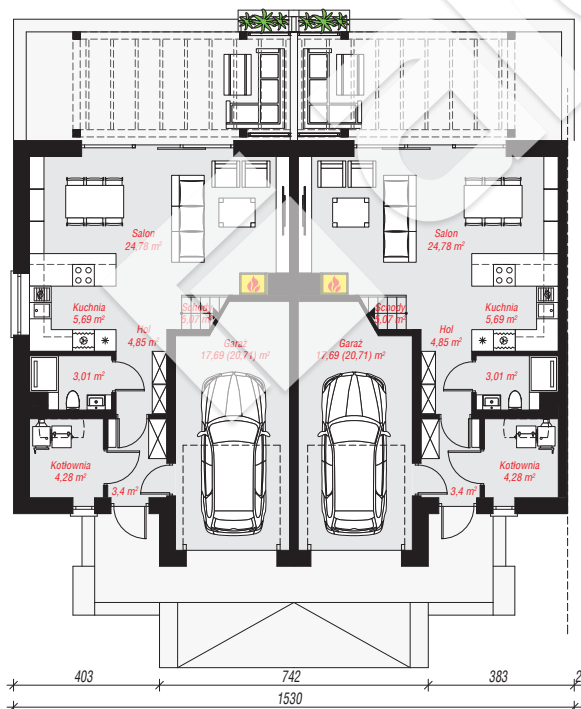 Salon
24,78 m²
Salon
24,78 m²
Kuchnia
5,69 m²
Hol
4,85 m²
Schody
5,07 m²
Garaż
17,69 (20,71) m²
Garaż
17,69 (20,71) m²
Schody
5,07 m²
Hol
4,85 m²
Kuchnia
5,69 m²
3,01 m²
3,01 m²
Kotłownia
4,28 m²
3,4 m²
3,4 m²
Kotłownia
4,28 m²
403
742
383
2
1530